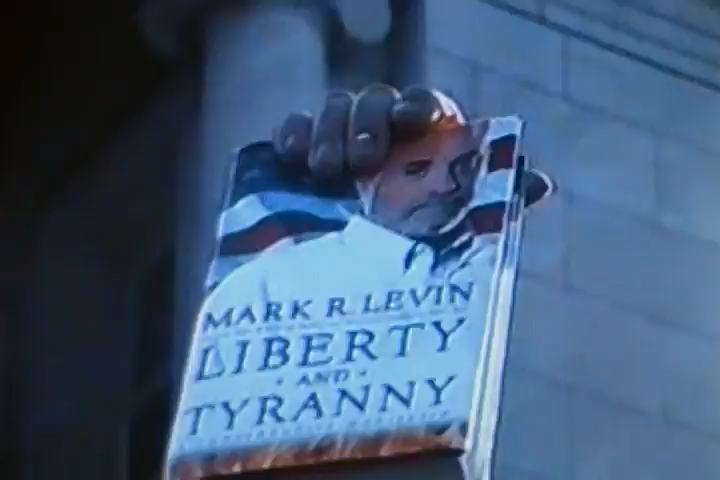 MARK R. LEVIN
LIBERTY
· AND ·
TYRANNY